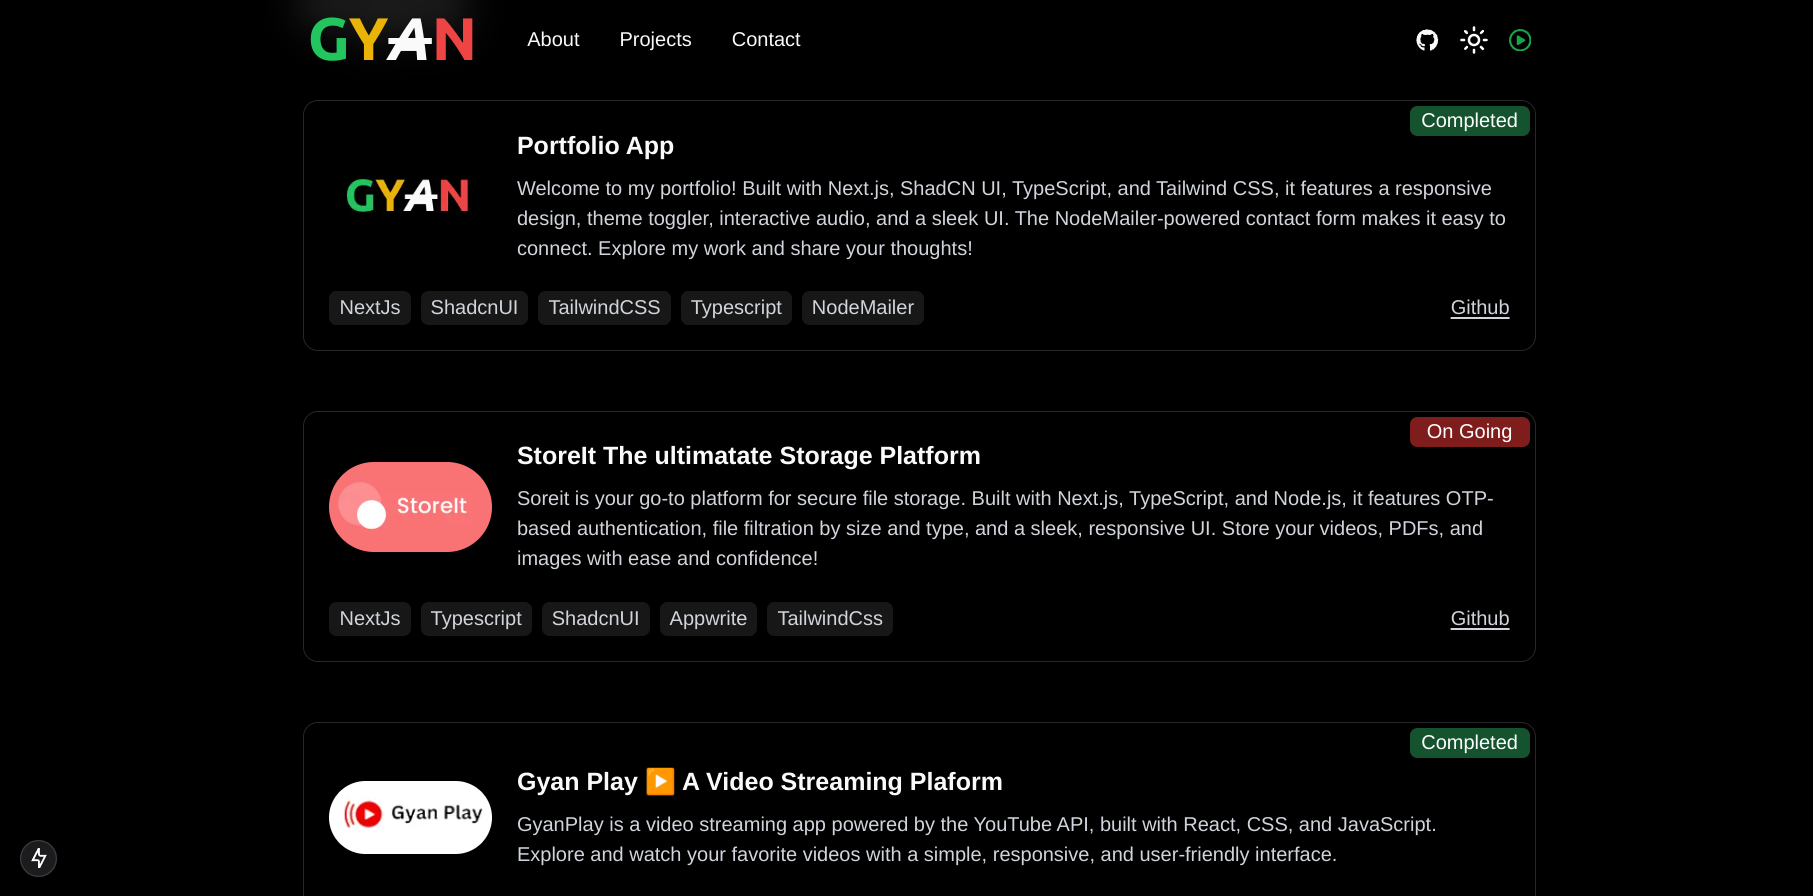 GYAN About Projects Contact
Completed
Portfolio App
GYAN
Welcome to my portfolio! Built with Next.js, ShadCN UI, TypeScript, and Tailwind CSS, it features a responsive
design, theme toggler, interactive audio, and a sleek UI. The NodeMailer-powered contact form makes it easy to
connect. Explore my work and share your thoughts!
NextJs ShadcnUI TailwindCSS Typescript NodeMailer Github
On Going
StoreIt The ultimatate Storage Platform
StoreIt
Soreit is your go-to platform for secure file storage. Built with Next.js, TypeScript, and Node.js, it features OTP-
based authentication, file filtration by size and type, and a sleek, responsive UI. Store your videos, PDFs, and
images with ease and confidence!
NextJs Typescript ShadcnUI Appwrite TailwindCss Github
Completed
Gyan Play ▶️ A Video Streaming Plaform
Gyan Play
GyanPlay is a video streaming app powered by the YouTube API, built with React, CSS, and JavaScript.
Explore and watch your favorite videos with a simple, responsive, and user-friendly interface.